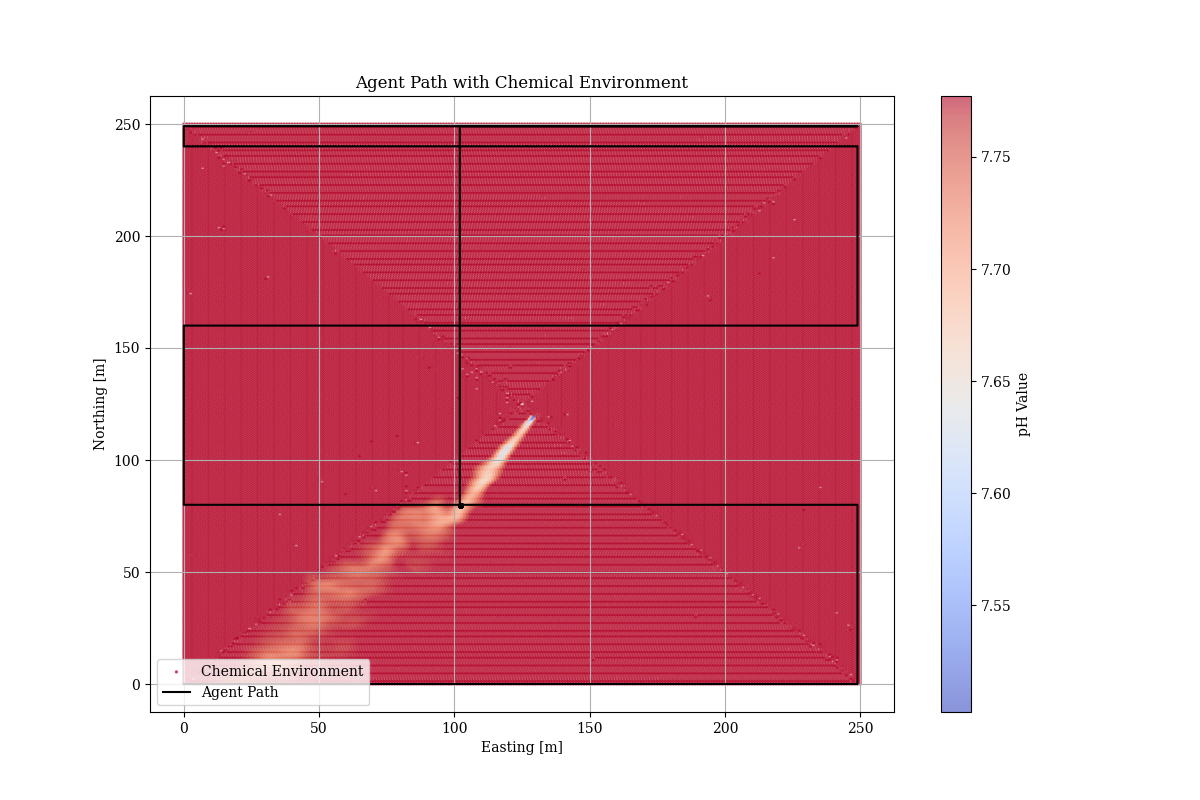 Agent Path with Chemical Environment
250
200
150
100
50
0
Northing [m]
0
50
100
150
200
250
Easting [m]
Chemical Environment
Agent Path
7.75
7.70
7.65
7.60
7.55
pH Value